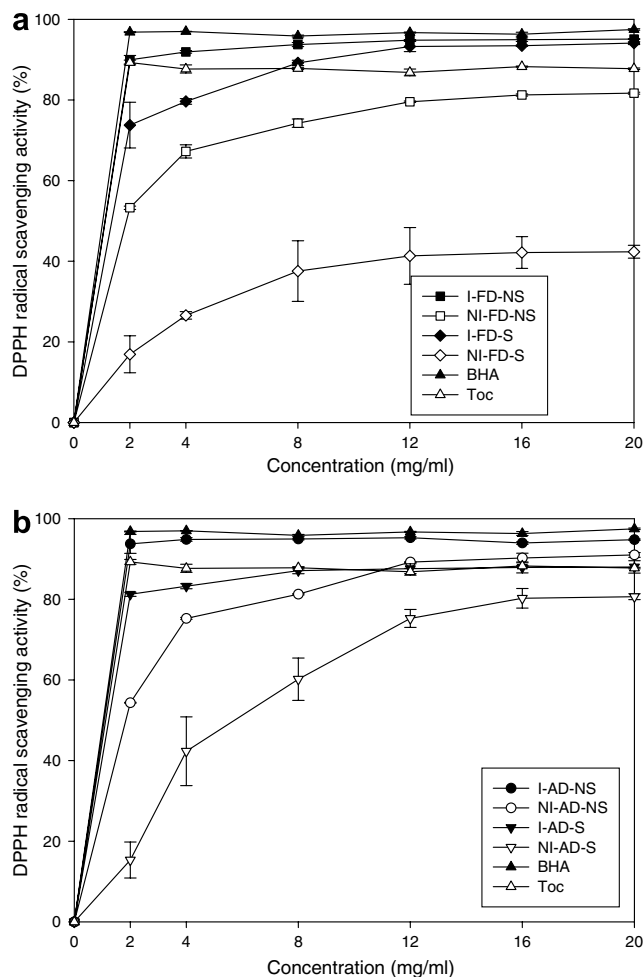 a
DPPH radical scavenging activity (%)
100
80
60
40
20
0
I-FD-NS
NI-FD-NS
I-FD-S
NI-FD-S
BHA
Toc
0 2 4 8 12 16 20
Concentration (mg/ml)
b
DPPH radical scavenging activity (%)
100
80
60
40
20
0
I-AD-NS
NI-AD-NS
I-AD-S
NI-AD-S
BHA
Toc
0 2 4 8 12 16 20
Concentration (mg/ml)